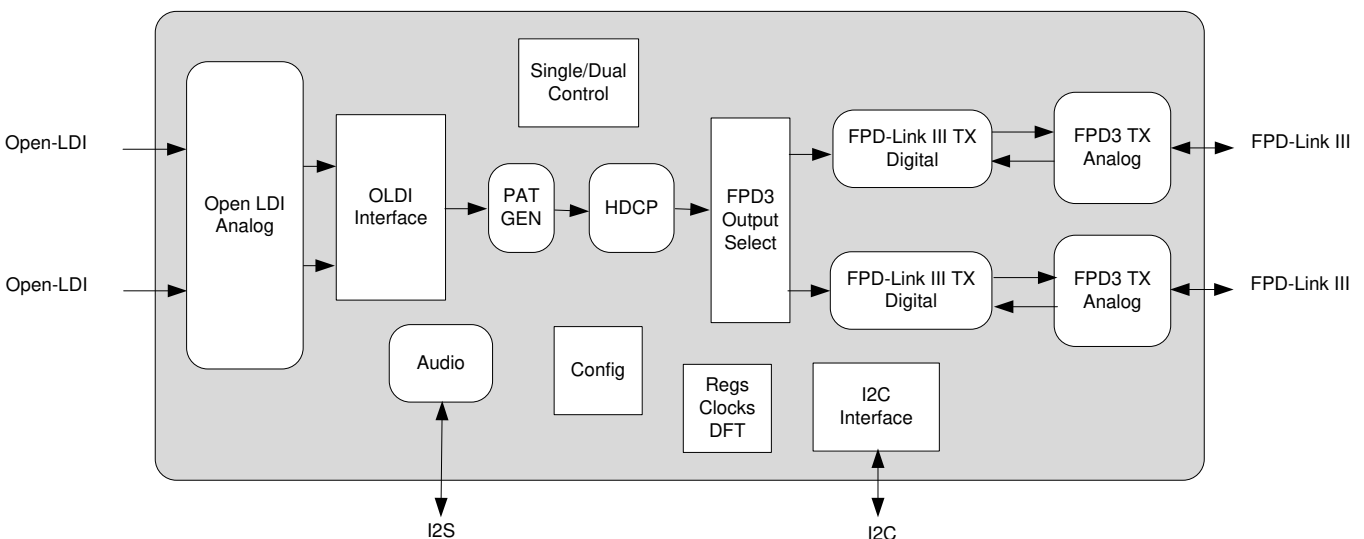 Single/Dual
Control
Open-LDI
Open-LDI
Open LDI
Analog
OLDI
Interface
PAT
GEN
HDCP
FPD3
Output
Select
FPD-Link III TX
Digital
FPD3 TX
Analog
FPD-Link III
FPD-Link III TX
Digital
FPD3 TX
Analog
FPD-Link III
Audio
Config
Regs
Clocks
DFT
I2C
Interface
I2S
I2C